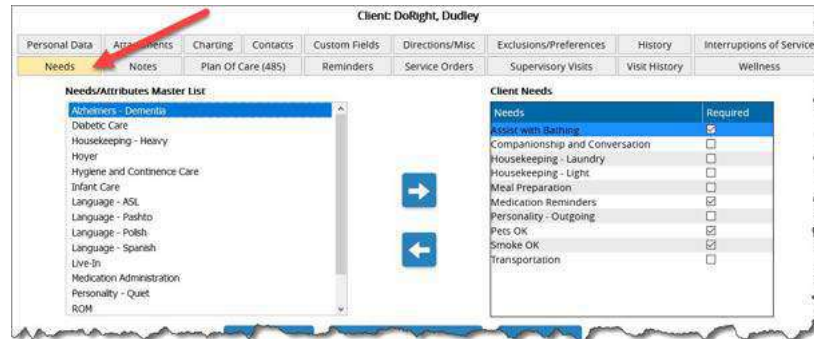 Client: DoRight, Dudley
Personal Data Attachments Charting Contacts Custom Fields Directions/Misc Exclusions/Preferences History Interruptions of Service
Needs Notes Plan Of Care (485) Reminders Service Orders Supervisory Visits Visit History Wellness
Needs/Attributes Master List
Alzheimers - Dementia
Diabetic Care
Housekeeping - Heavy
Hoyer
Hygiene and Continence Care
Infant Care
Language - ASL
Language - Pashto
Language - Polish
Language - Spanish
Live-In
Medication Administration
Personality - Quiet
ROM
Client Needs
Needs Required
Assist with Bathing
Companionship and Conversation
Housekeeping - Laundry
Housekeeping - Light
Meal Preparation
Medication Reminders
Personality - Outgoing
Pets OK
Smoke OK
Transportation